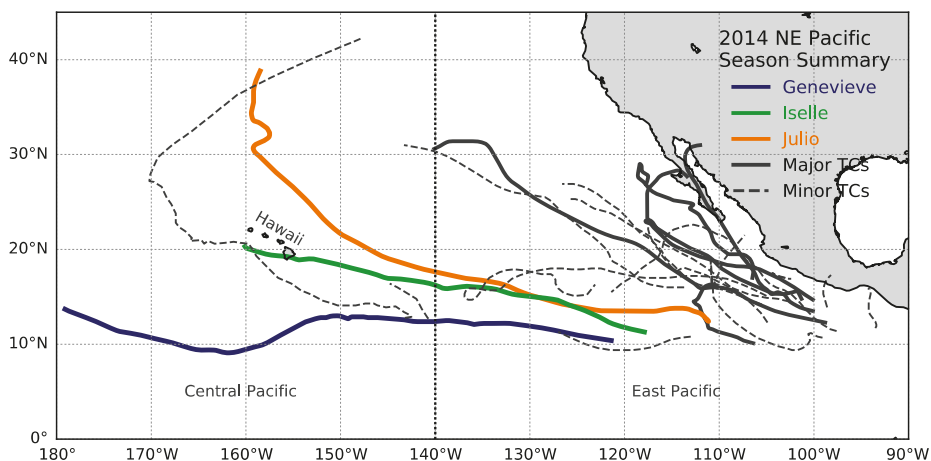 2014 NE Pacific
Season Summary
Genevieve
Iselle
Julio
Major TCs
Minor TCs
Hawaii
Central Pacific
East Pacific
40°N
30°N
20°N
10°N
0°
180° 170°W 160°W 150°W 140°W 130°W 120°W 110°W 100°W 90°W